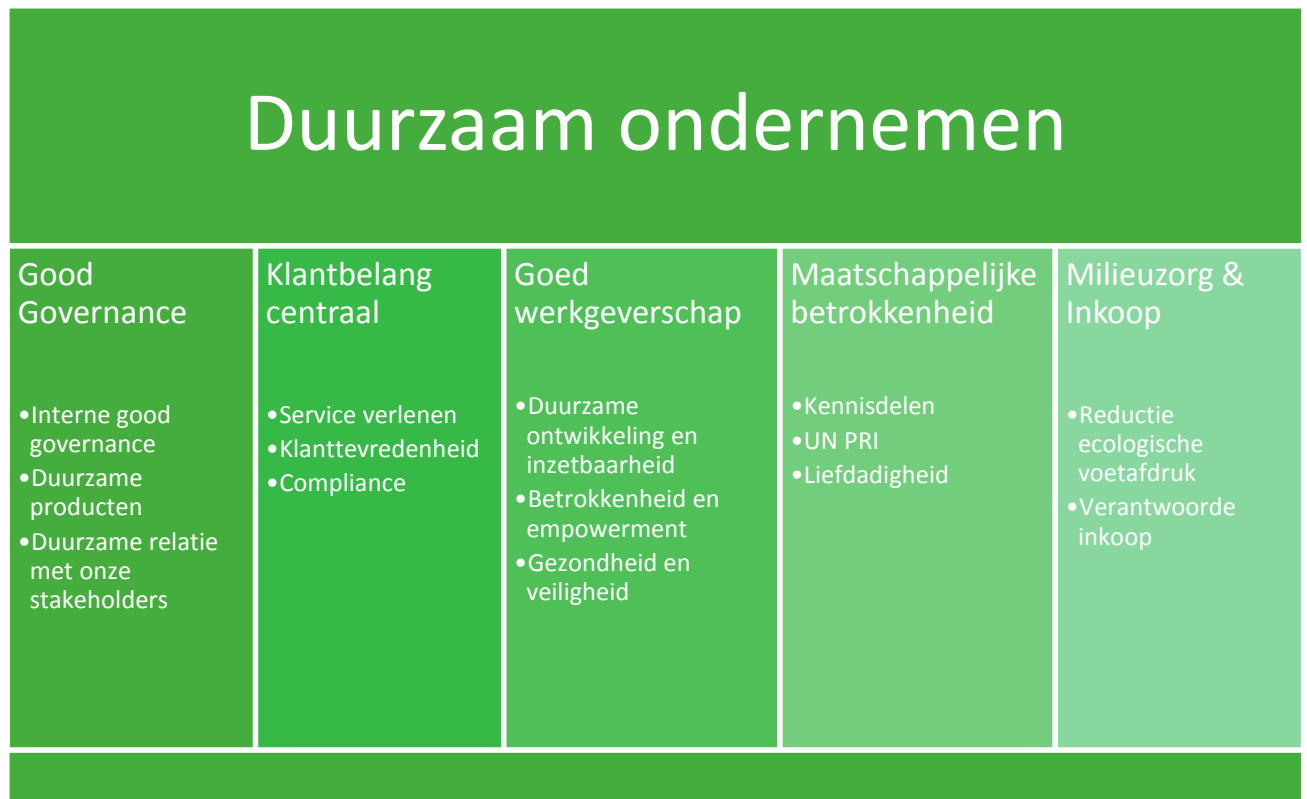 Duurzaam ondernemen
Good
Governance
•Interne good
governance
•Duurzame
producten
•Duurzame relatie
met onze
stakeholders
Klantbelang
centraal
•Service verlenen
•Klanttevredenheid
•Compliance
Goed
werkgeverschap
•Duurzame
ontwikkeling en
inzetbaarheid
•Betrokkenheid en
empowerment
•Gezondheid en
veiligheid
Maatschappelijke
betrokkenheid
•Kennisdelen
•UN PRI
•Liefdadigheid
Milieuzorg &
Inkoop
•Reductie
ecologische
voetafdruk
•Verantwoorde
inkoop